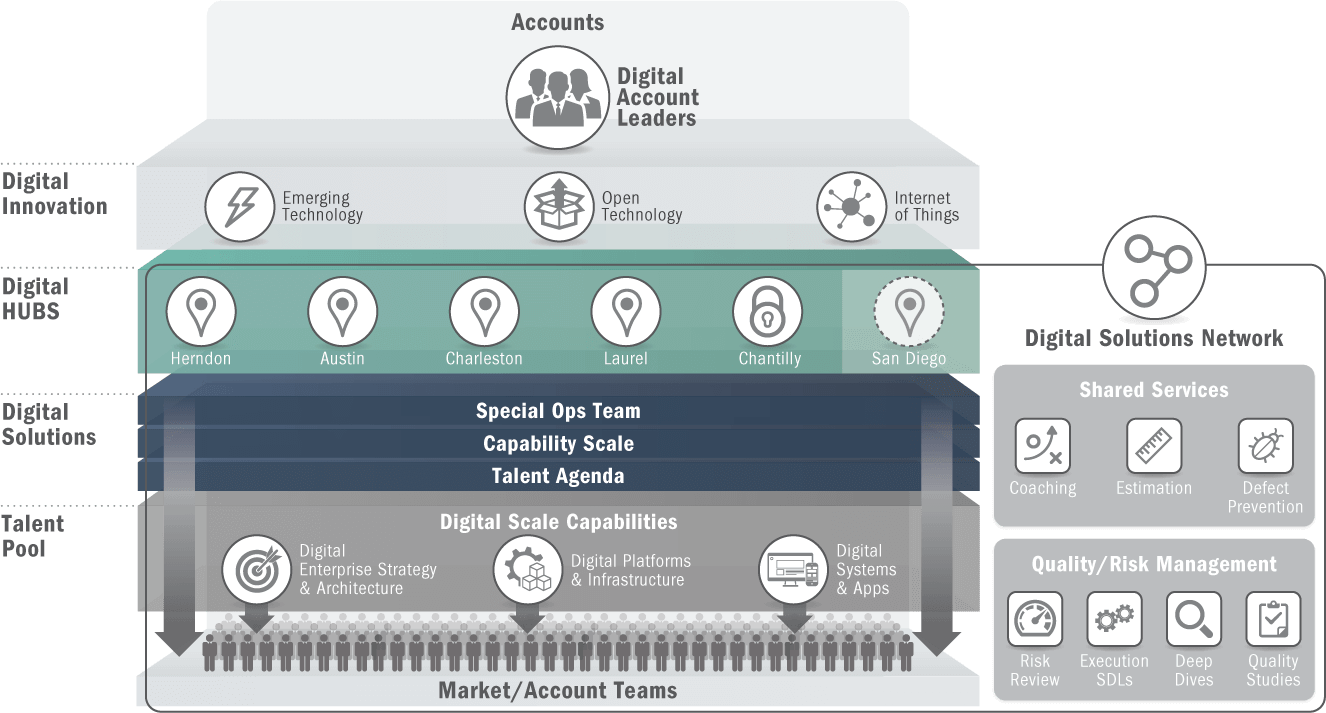 Accounts
Digital
Account
Leaders
Digital
Innovation
Emerging
Technology
Open
Technology
Internet
of Things
Digital
HUBS
Herndon
Austin
Charleston
Laurel
Chantilly
San Diego
Digital
Solutions
Special Ops Team
Capability Scale
Talent Agenda
Talent
Pool
Digital Scale Capabilities
Digital
Enterprise Strategy
& Architecture
Digital Platforms
& Infrastructure
Digital
Systems
& Apps
Market/Account Teams
Digital Solutions Network
Shared Services
Coaching
Estimation
Defect
Prevention
Quality/Risk Management
Risk
Review
Execution
SDLs
Deep
Dives
Quality
Studies